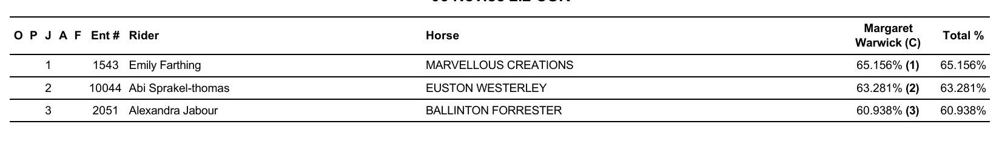 O P J A F Ent # Rider Horse Margaret Warwick (C) Total %
1 1543 Emily Farthing MARVELLOUS CREATIONS 65.156% (1) 65.156%
2 10044 Abi Sprakel-thomas EUSTON WESTERLEY 63.281% (2) 63.281%
3 2051 Alexandra Jabour BALLINTON FORRESTER 60.938% (3) 60.938%